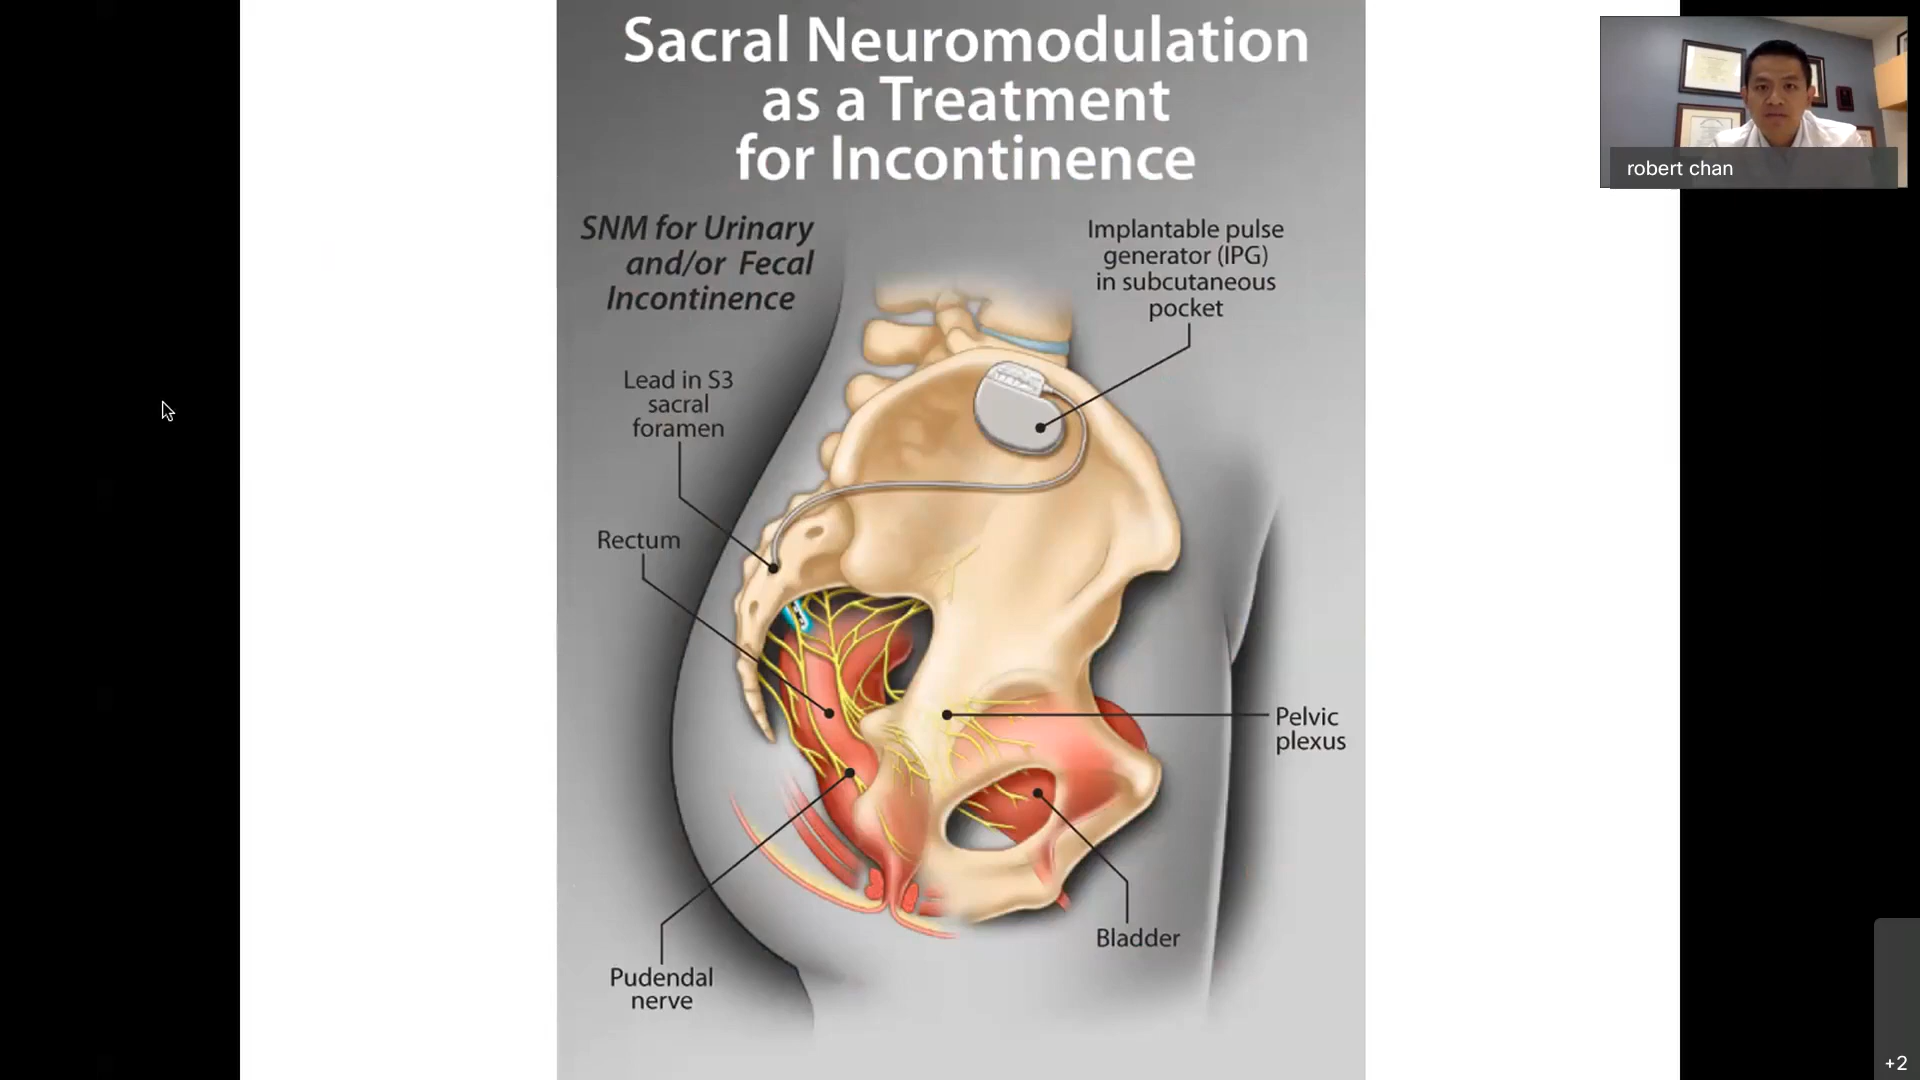 Sacral Neuromodulation
as a Treatment
for Incontinence
robert chan
SNM for Urinary
and/or Fecal
Incontinence
Implantable pulse
generator (IPG)
in subcutaneous
pocket
Lead in S3
sacral
foramen
Rectum
Pelvic
plexus
Bladder
Pudendal
nerve
+2